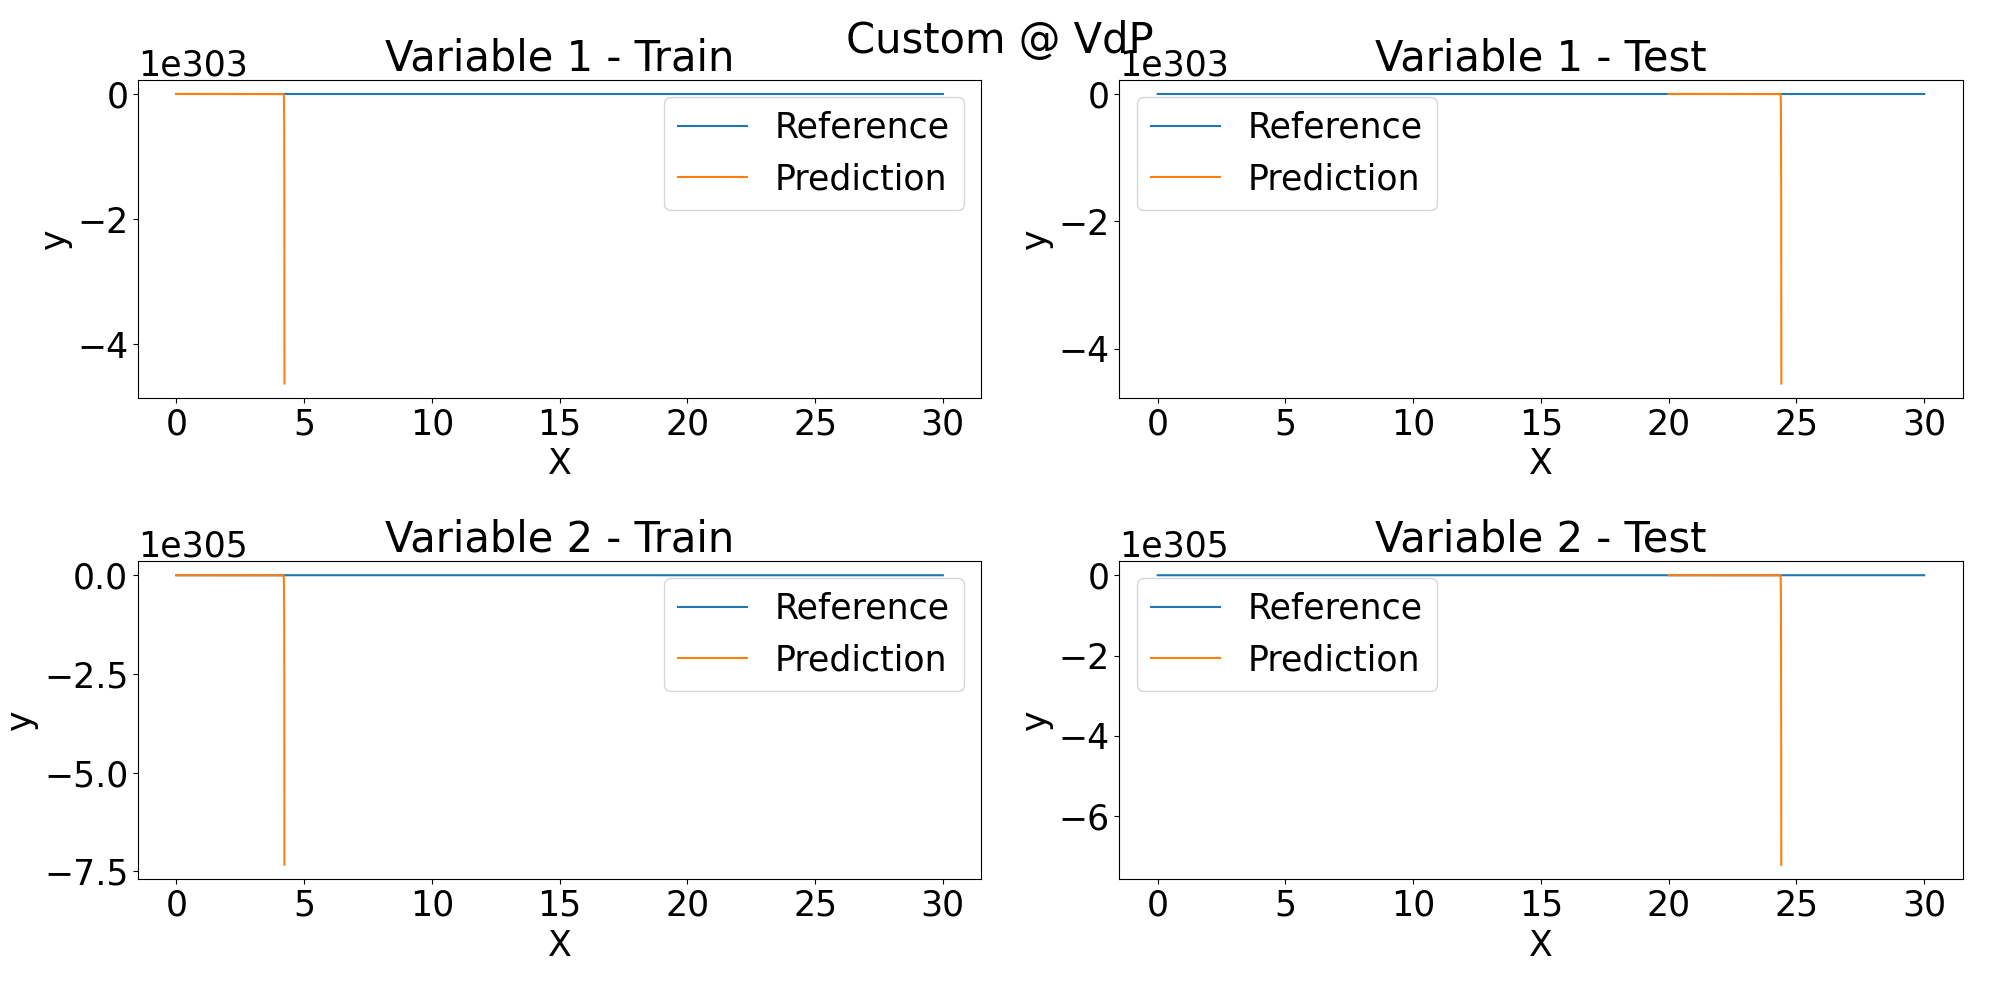 Custom @ VdP
Variable 1 - Train
1e303
0
−2
−4
y
0 5 10 15 20 25 30
X
Reference
Prediction
Variable 1 - Test
1e303
0
−2
−4
y
0 5 10 15 20 25 30
X
Reference
Prediction
Variable 2 - Train
1e305
0.0
−2.5
−5.0
−7.5
y
0 5 10 15 20 25 30
X
Reference
Prediction
Variable 2 - Test
1e305
0
−2
−4
−6
y
0 5 10 15 20 25 30
X
Reference
Prediction